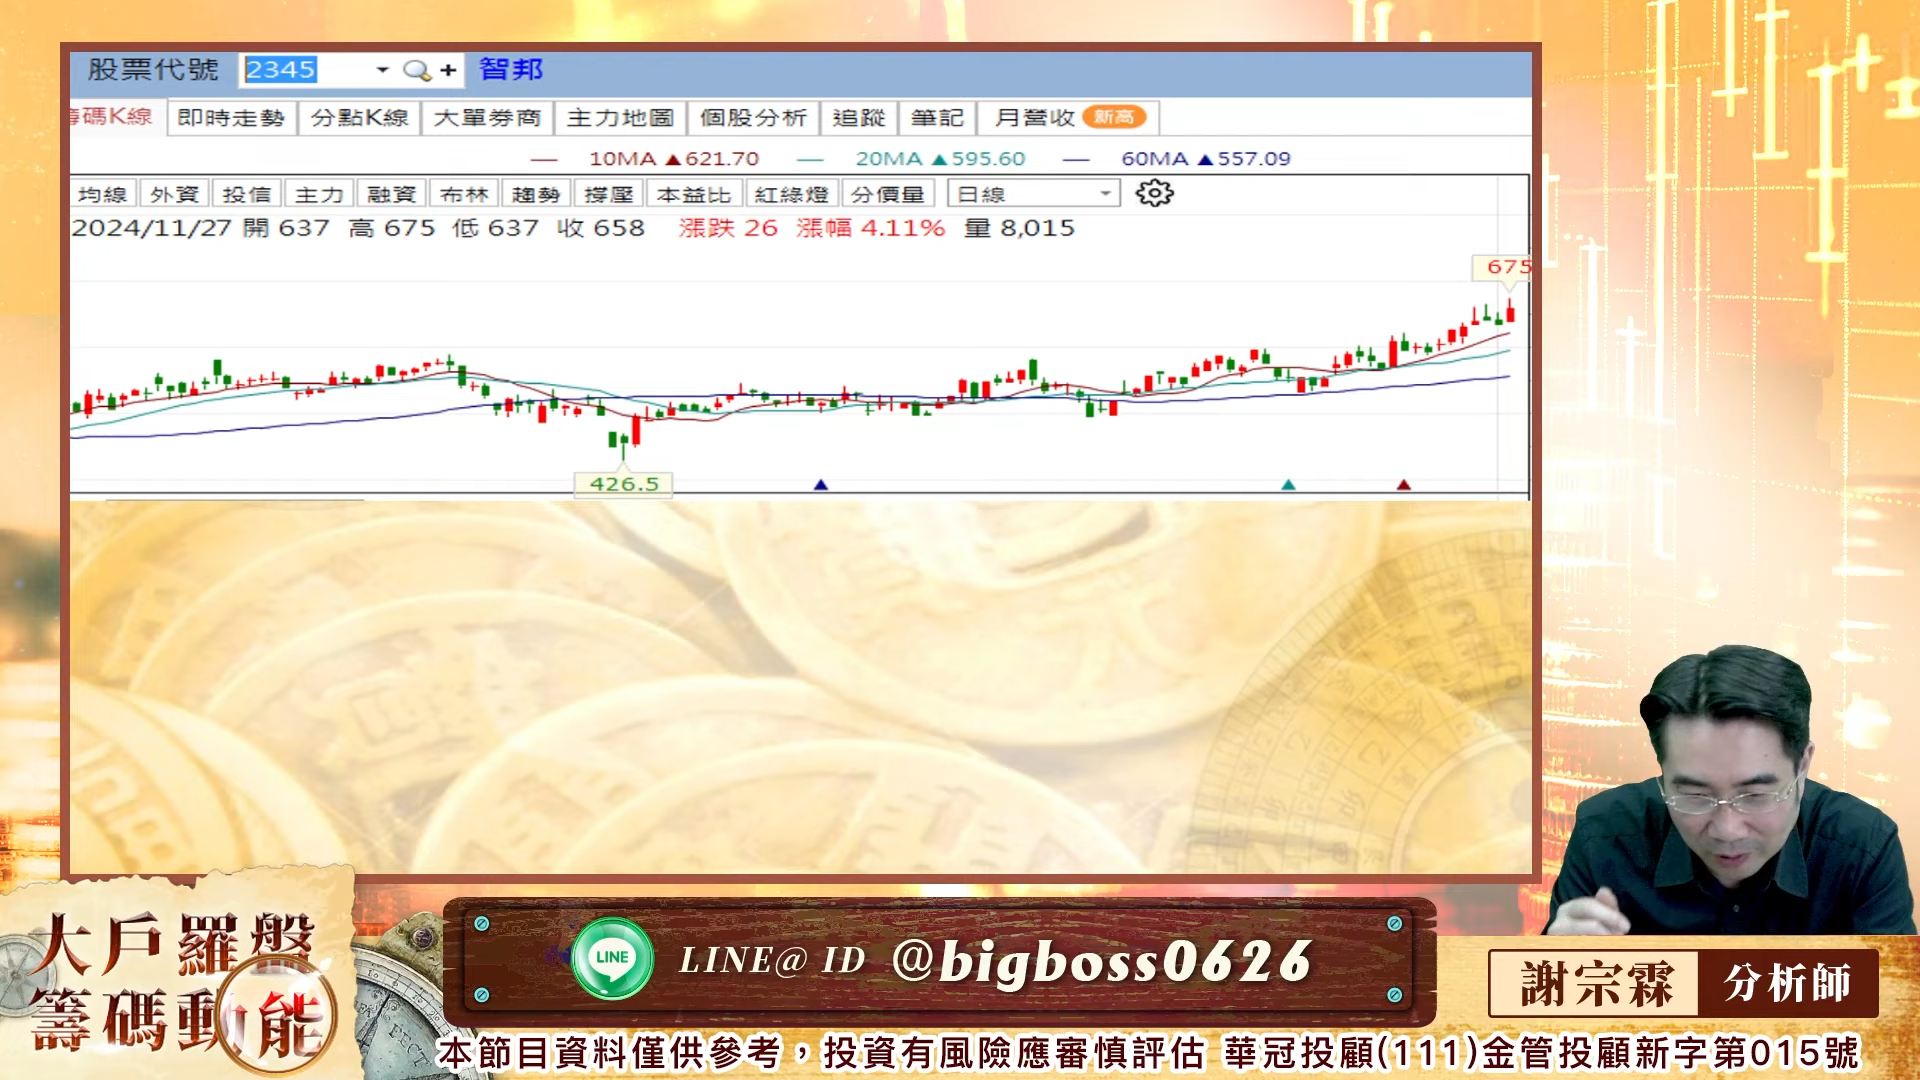 股票代號 2345 智邦
籌碼K線 即時走勢 分點K線 大單券商 主力地圖 個股分析 追蹤 筆記 月營收 新高
10MA ▲621.70 20MA ▲595.60 60MA ▲557.09
均線 外資 投信 主力 融資 布林 趨勢 撐壓 本益比 紅綠燈 分價量 日線
2024/11/27 開 637 高 675 低 637 收 658 漲跌 26 漲幅 4.11% 量 8,015
675
426.5
大戶羅盤
籌碼動能
LINE LINE@ ID @bigboss0626
謝宗霖 分析師
本節目資料僅供參考，投資有風險應審慎評估 華冠投顧(111)金管投顧新字第015號